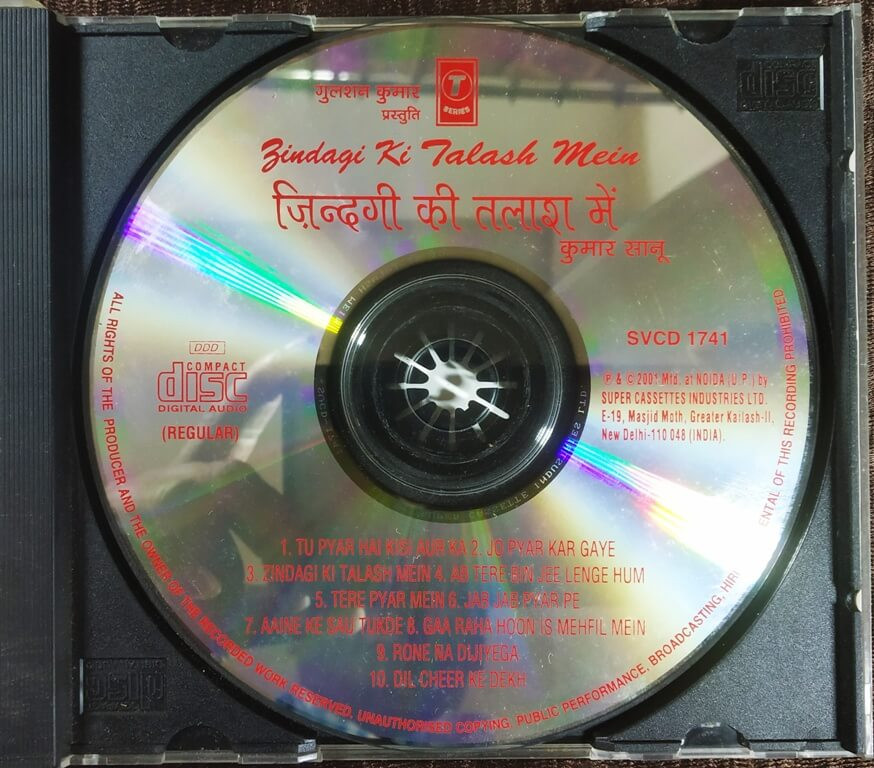 गुलशन कुमार
प्रस्तुति
T
SERIES
Zindagi Ki Talash Mein
ज़िन्दगी की तलाश में
कुमार सानू
DDD
COMPACT
disc
DIGITAL AUDIO
(REGULAR)
SVCD 1741
℗ & © 2001 Mfd. at NOIDA (U.P.) by
SUPER CASSETTES INDUSTRIES LTD.
E-19, Masjid Moth, Greater Kailash-II,
New Delhi-110 048 (INDIA).
1. TU PYAR HAI KISI AUR KA 2. JO PYAR KAR GAYE
3. ZINDAGI KI TALASH MEIN 4. AB TERE BIN JEE LENGE HUM
5. TERE PYAR MEIN 6. JAB JAB PYAR PE
7. AAINE KE SAU TUKDE 8. GAA RAHA HOON IS MEHFIL MEIN
9. RONE NA DIJIYEGA
10. DIL CHEER KE DEKH
ALL RIGHTS OF THE PRODUCER AND THE OWNER OF THE RECORDED WORK RESERVED. UNAUTHORISED COPYING, PUBLIC PERFORMANCE, BROADCASTING, OF THIS RECORDING PROHIBITED
disc
disc